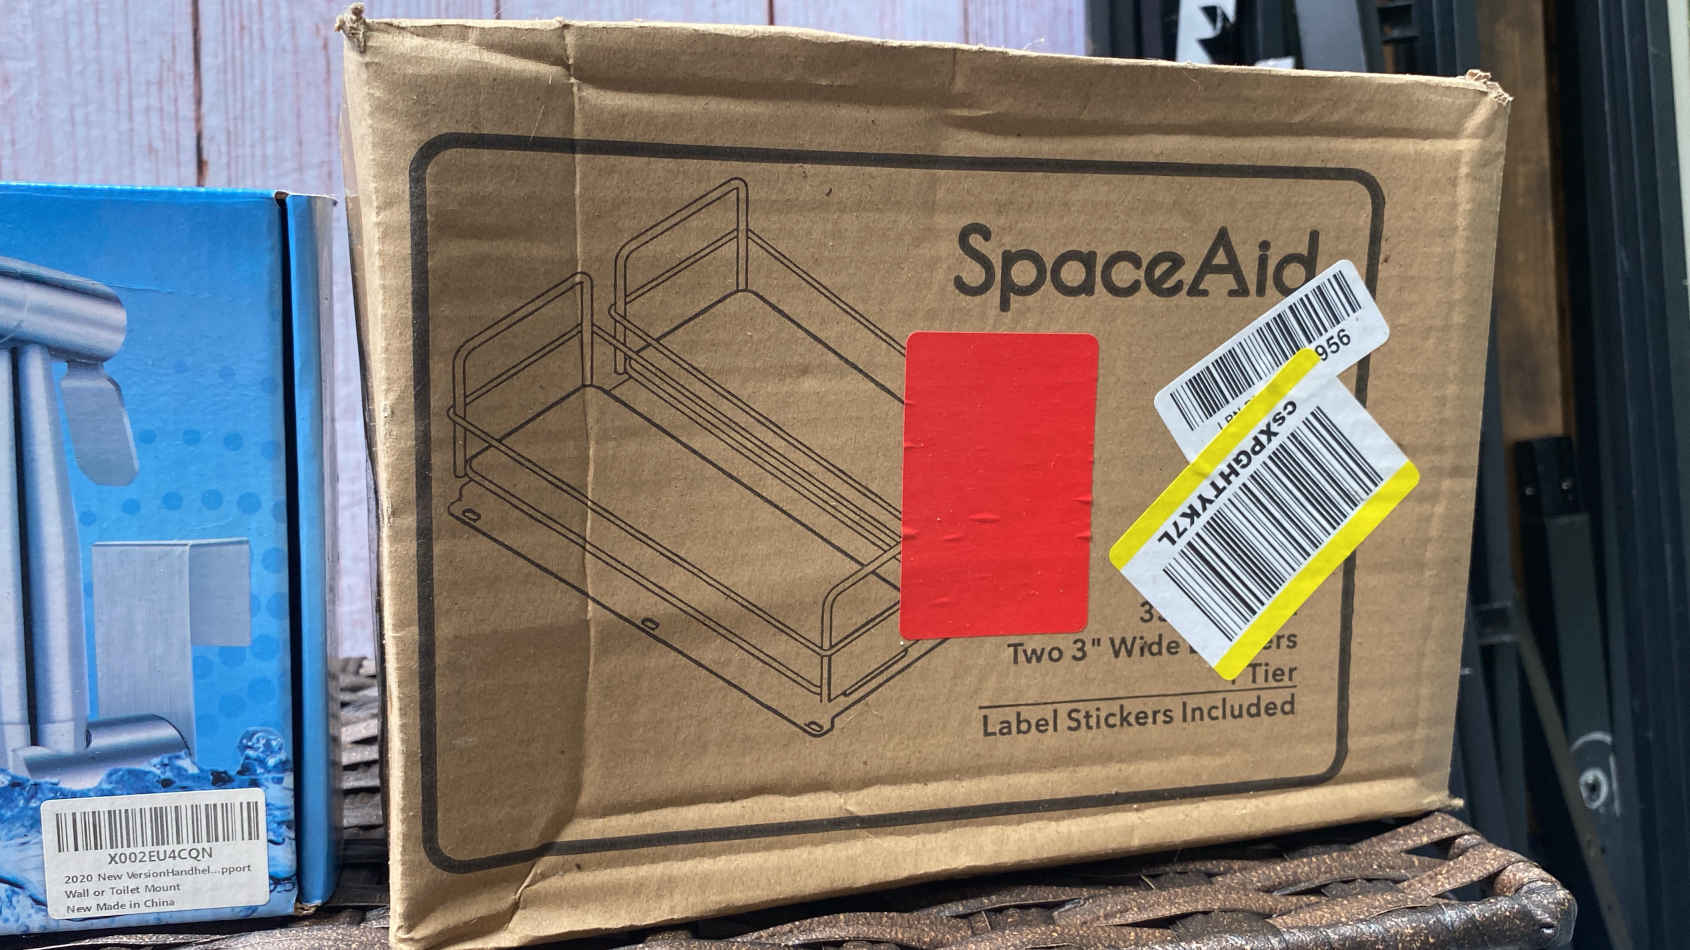 SpaceAid
956
csXPGHTYK7L
Two 3" Wide
Tier
Label Stickers Included
X002EU4CQN
2020 New VersionHandhel...pport
Wall or Toilet Mount
New Made in China